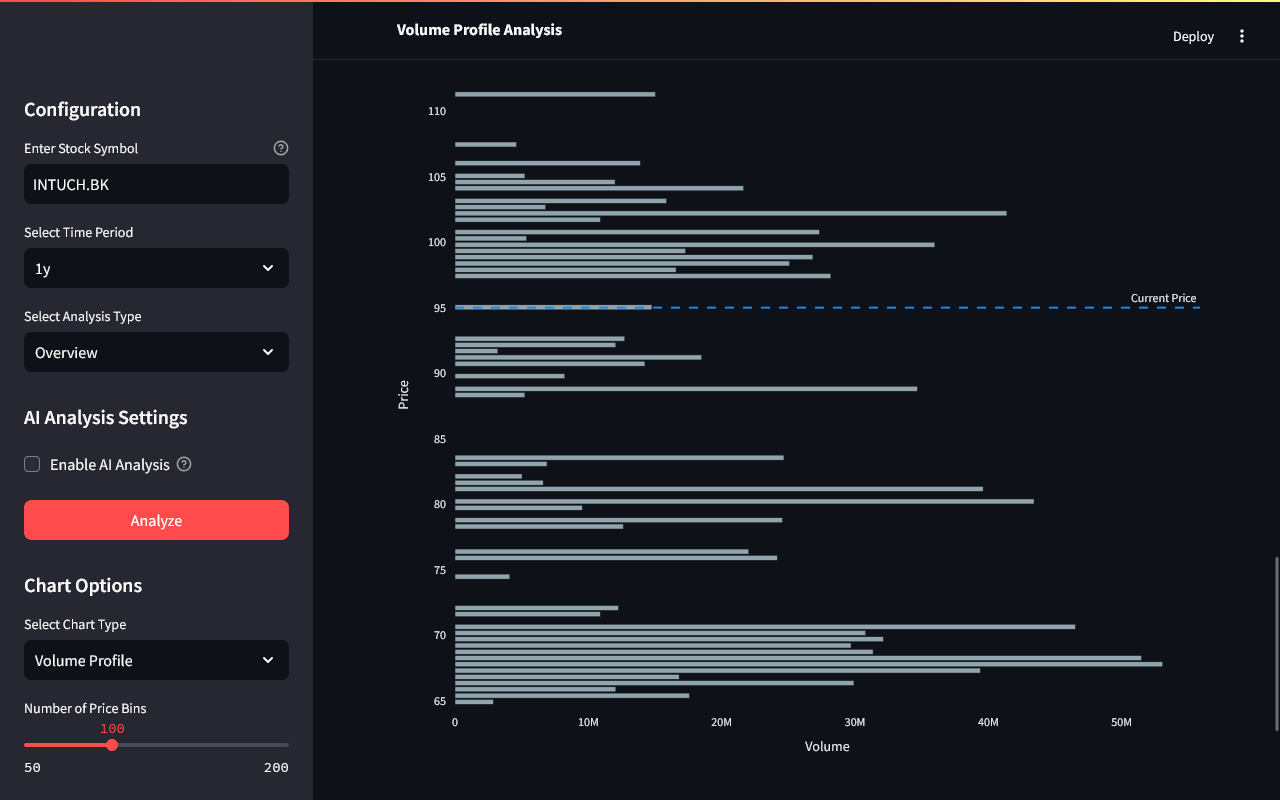 Configuration
Enter Stock Symbol
INTUCH.BK
Select Time Period
1y
Select Analysis Type
Overview
AI Analysis Settings
Enable AI Analysis
Analyze
Chart Options
Select Chart Type
Volume Profile
Number of Price Bins
100
50 200
Volume Profile Analysis
Deploy
110
105
100
95
90
85
80
75
70
65
Price
Current Price
0 10M 20M 30M 40M 50M
Volume